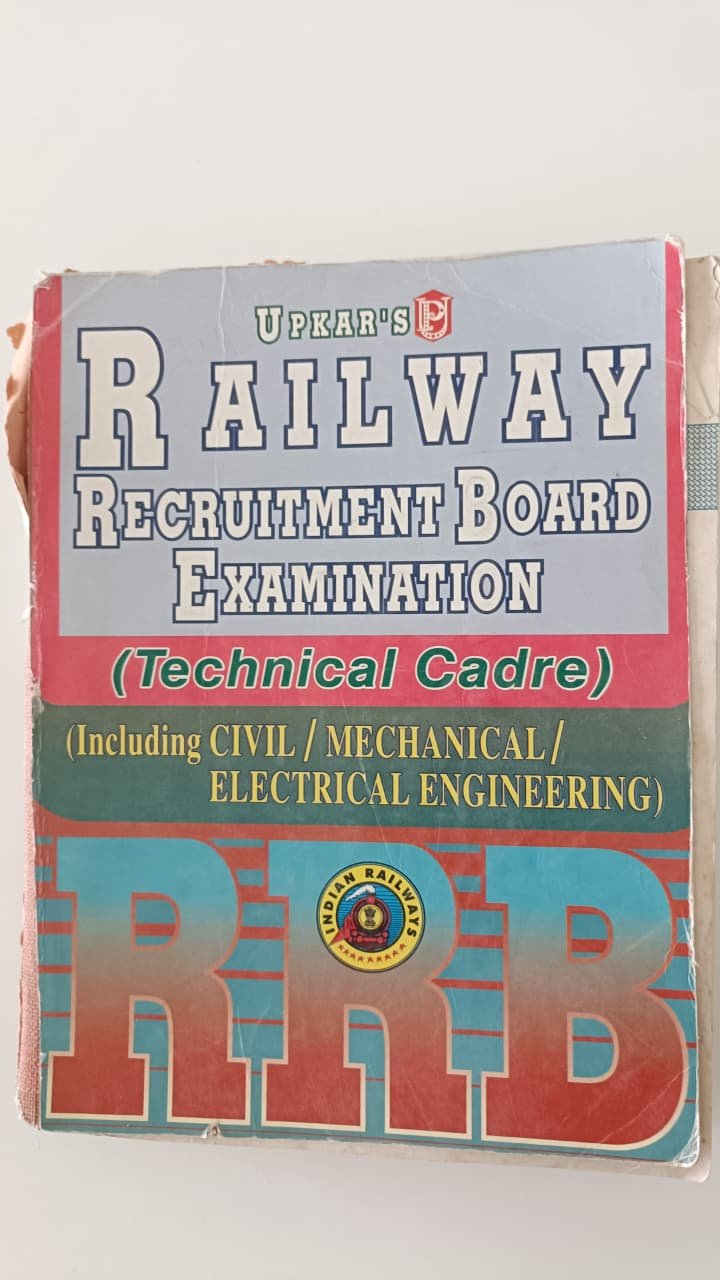 UPKAR'S
RAILWAY
RECRUITMENT BOARD
EXAMINATION
(Technical Cadre)
(Including CIVIL / MECHANICAL /
ELECTRICAL ENGINEERING)
RRB
INDIAN RAILWAYS